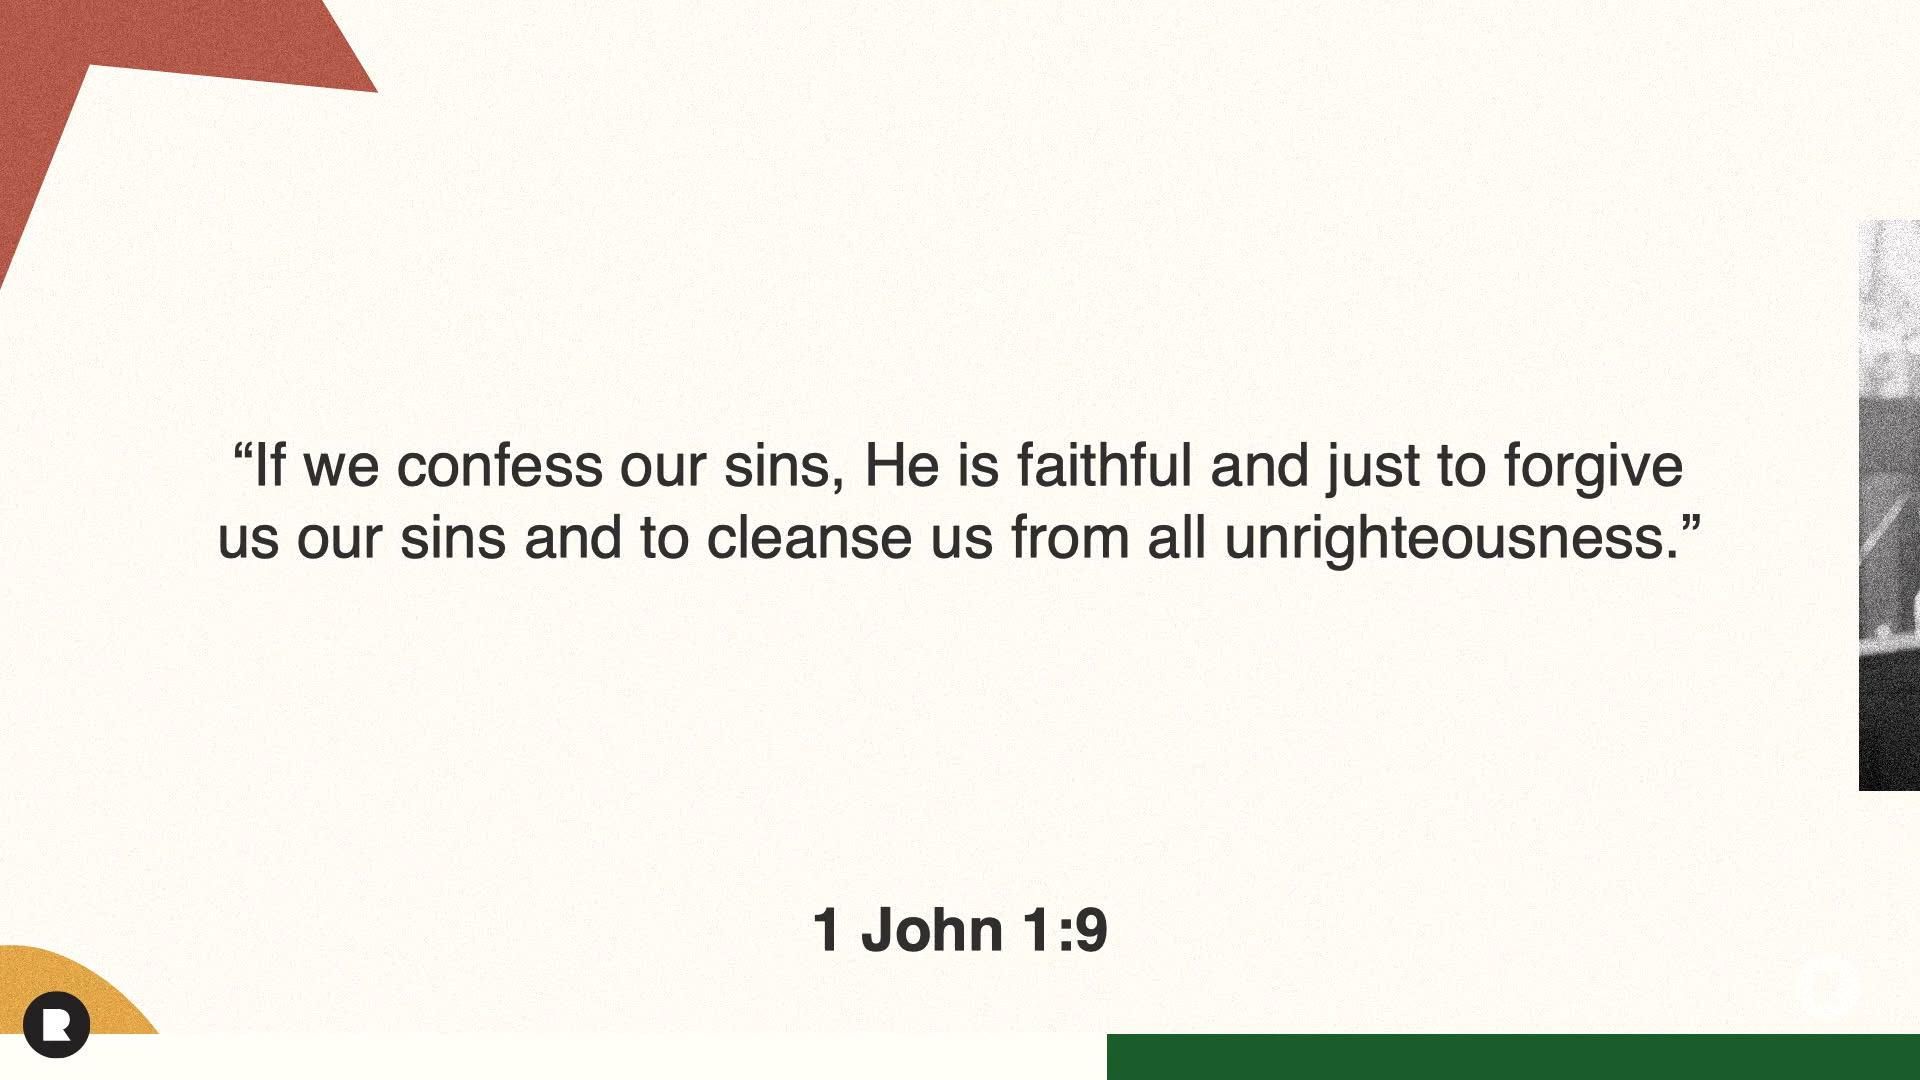 “If we confess our sins, He is faithful and just to forgive
us our sins and to cleanse us from all unrighteousness.”
1 John 1:9
R